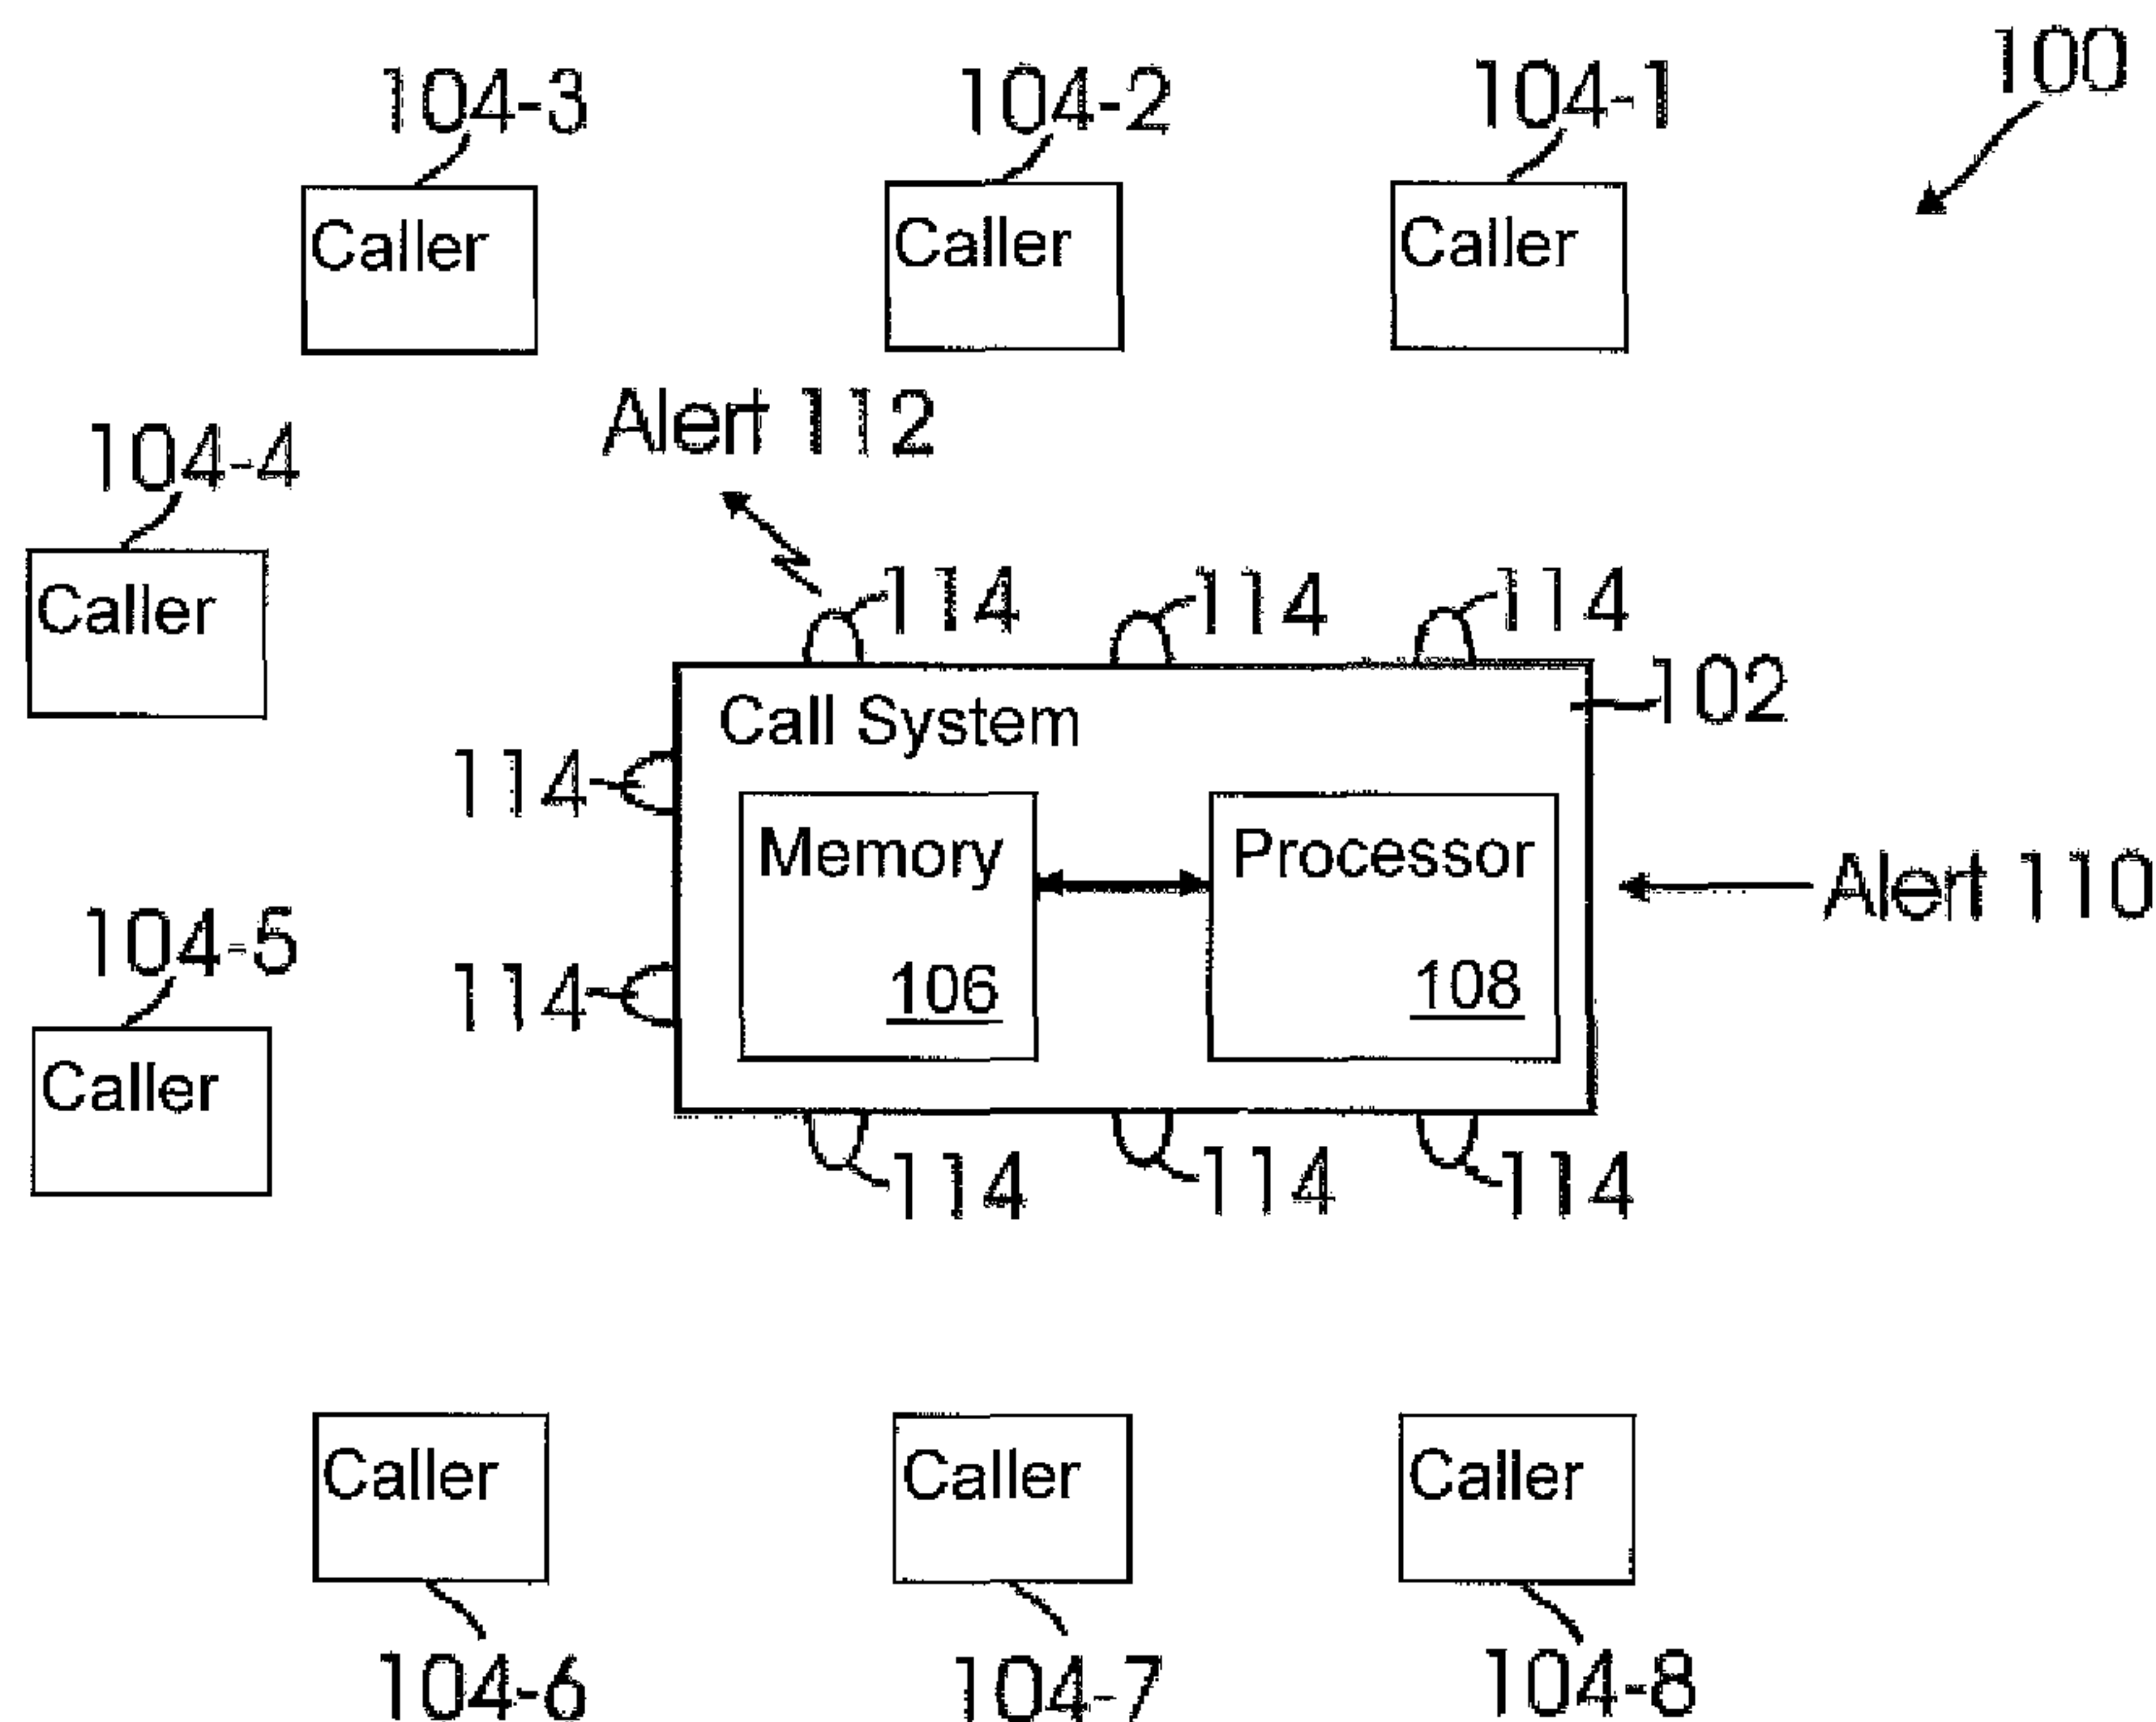 100
104-3 104-2 104-1
Caller Caller Caller
Alert 112
104-4
Caller
114 114 114
102
Call System
114
Memory Processor
Alert 110
104-5
114
106 108
Caller
114 114 114
Caller Caller Caller
104-6 104-7 104-8